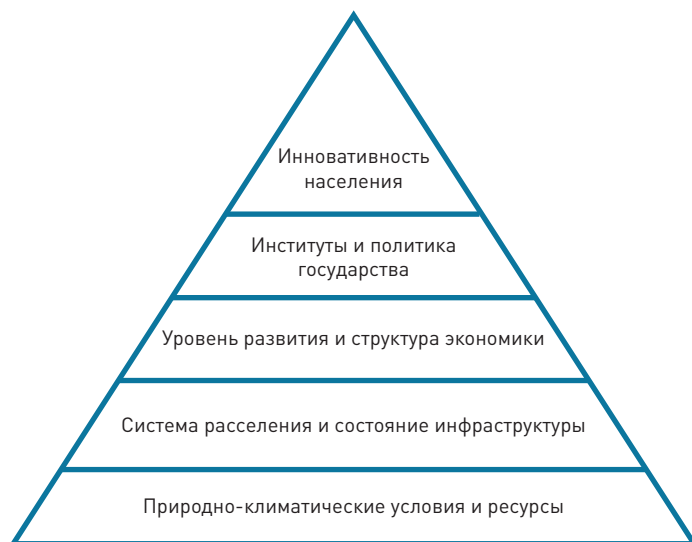 Инновативность
населения
Институты и политика
государства
Уровень развития и структура экономики
Система расселения и состояние инфраструктуры
Природно-климатические условия и ресурсы